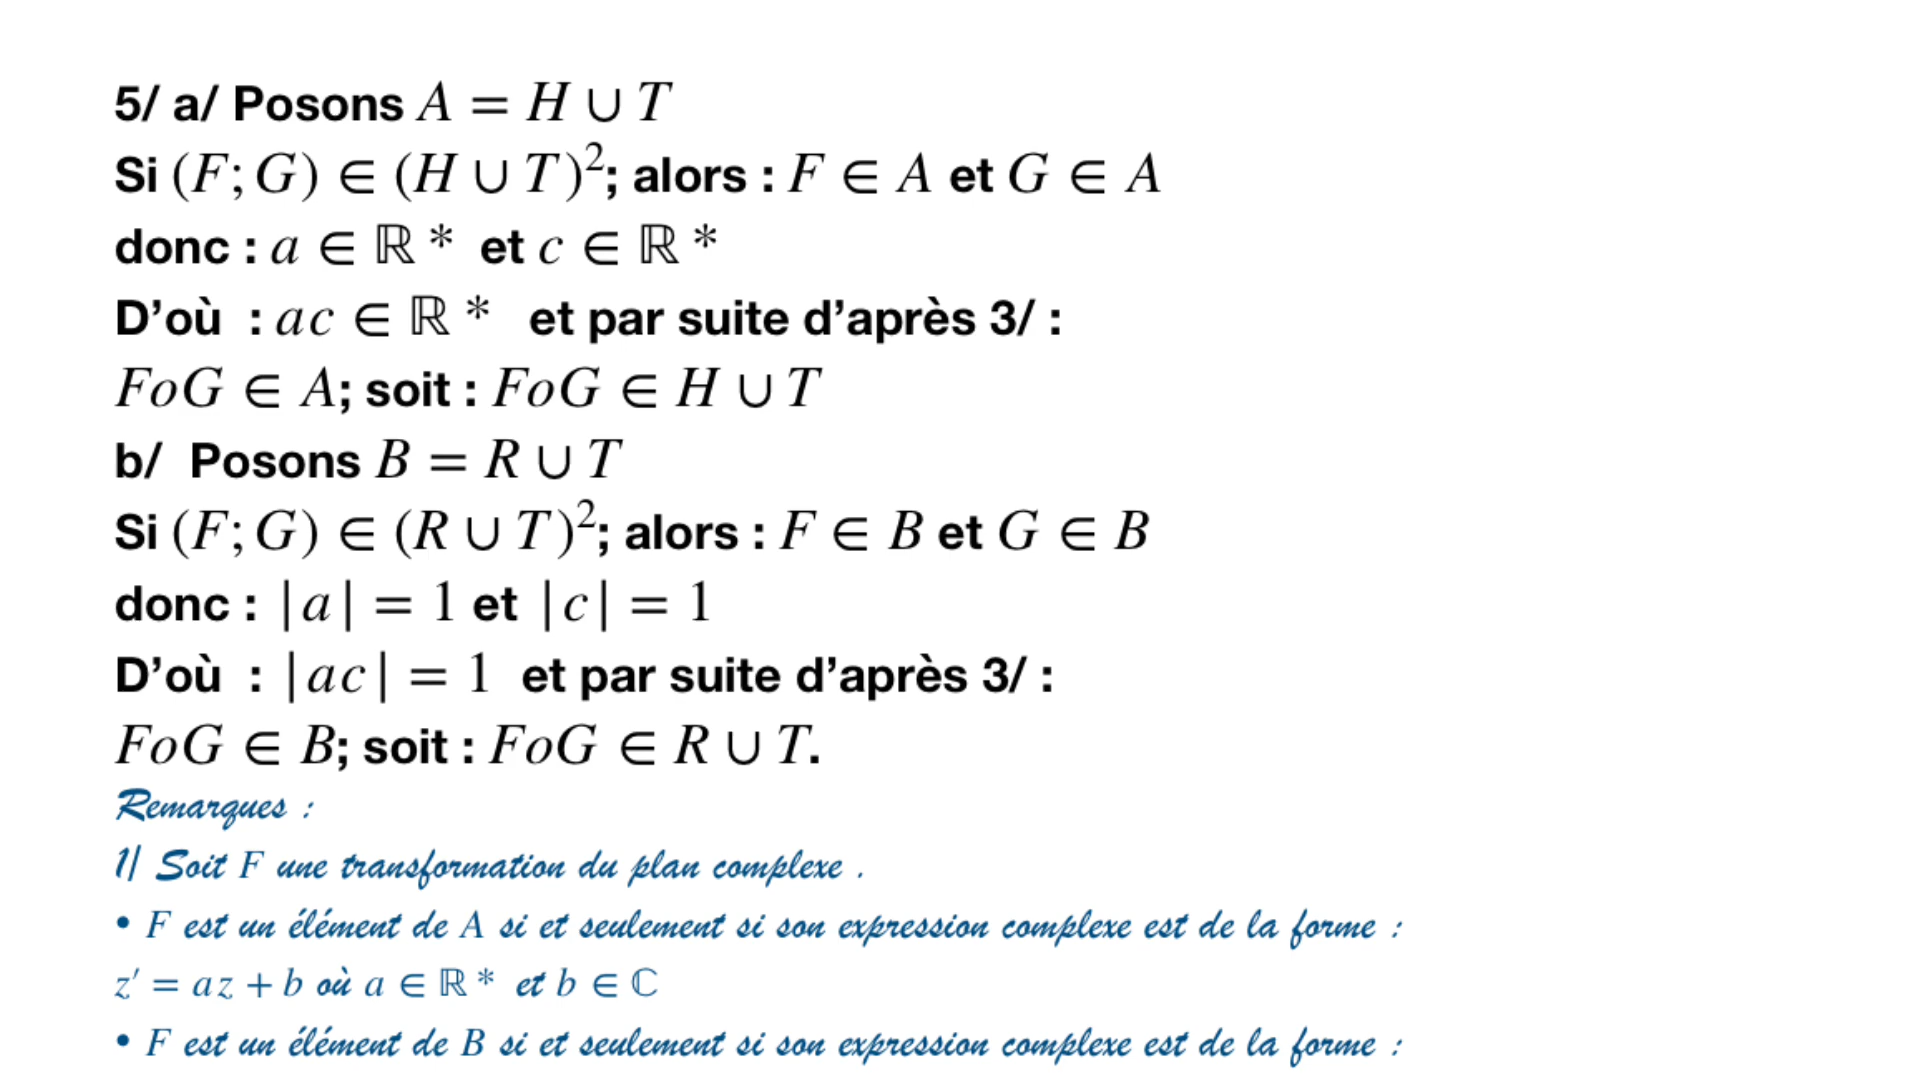 5/ a/ Posons A = H ∪ T
Si (F; G) ∈ (H ∪ T)²; alors : F ∈ A et G ∈ A
donc : a ∈ ℝ * et c ∈ ℝ *
D’où : ac ∈ ℝ * et par suite d’après 3/ :
FoG ∈ A; soit : FoG ∈ H ∪ T
b/ Posons B = R ∪ T
Si (F; G) ∈ (R ∪ T)²; alors : F ∈ B et G ∈ B
donc : |a| = 1 et |c| = 1
D’où : |ac| = 1 et par suite d’après 3/ :
FoG ∈ B; soit : FoG ∈ R ∪ T.
Remarques :
1/ Soit F une transformation du plan complexe .
• F est un élément de A si et seulement si son expression complexe est de la forme :
z′ = az + b où a ∈ ℝ * et b ∈ ℂ
• F est un élément de B si et seulement si son expression complexe est de la forme :